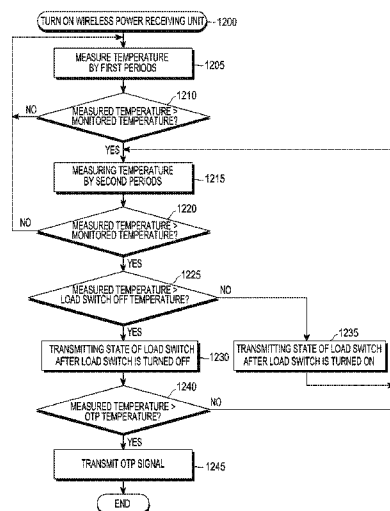 TURN ON WIRELESS POWER RECEIVING UNIT
1200
MEASURE TEMPERATURE
BY FIRST PERIODS
1205
1210
MEASURED TEMPERATURE >
MONITORED TEMPERATURE?
NO
YES
MEASURING TEMPERATURE
BY SECOND PERIODS
1215
1220
MEASURED TEMPERATURE >
MONITORED TEMPERATURE?
NO
YES
1225
MEASURED TEMPERATURE >
LOAD SWITCH OFF TEMPERATURE?
NO
YES
TRANSMITTING STATE OF LOAD SWITCH
AFTER LOAD SWITCH IS TURNED OFF
1230
1235
TRANSMITTING STATE OF LOAD SWITCH
AFTER LOAD SWITCH IS TURNED ON
1240
MEASURED TEMPERATURE >
OTP TEMPERATURE?
NO
YES
TRANSMIT OTP SIGNAL
1245
END